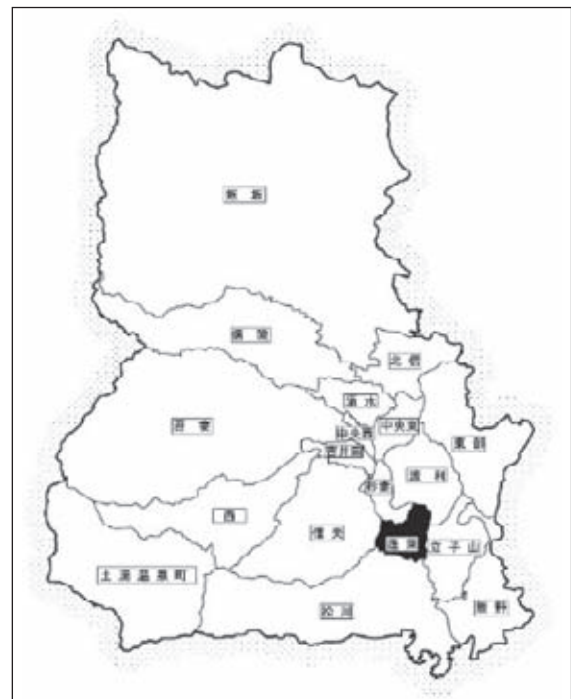 飯坂
信陵
北信
清水
吾妻
中央西
中央東
東部
吉井田
渡利
杉妻
西
信夫
蓬莱
立子山
土湯温泉町
松川
飯野